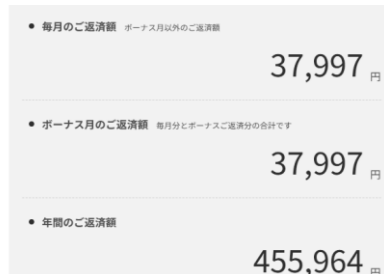 ● 毎月のご返済額 ボーナス月以外のご返済額
37,997 円
● ボーナス月のご返済額 毎月分とボーナスご返済分の合計です
37,997 円
● 年間のご返済額
455,964 円